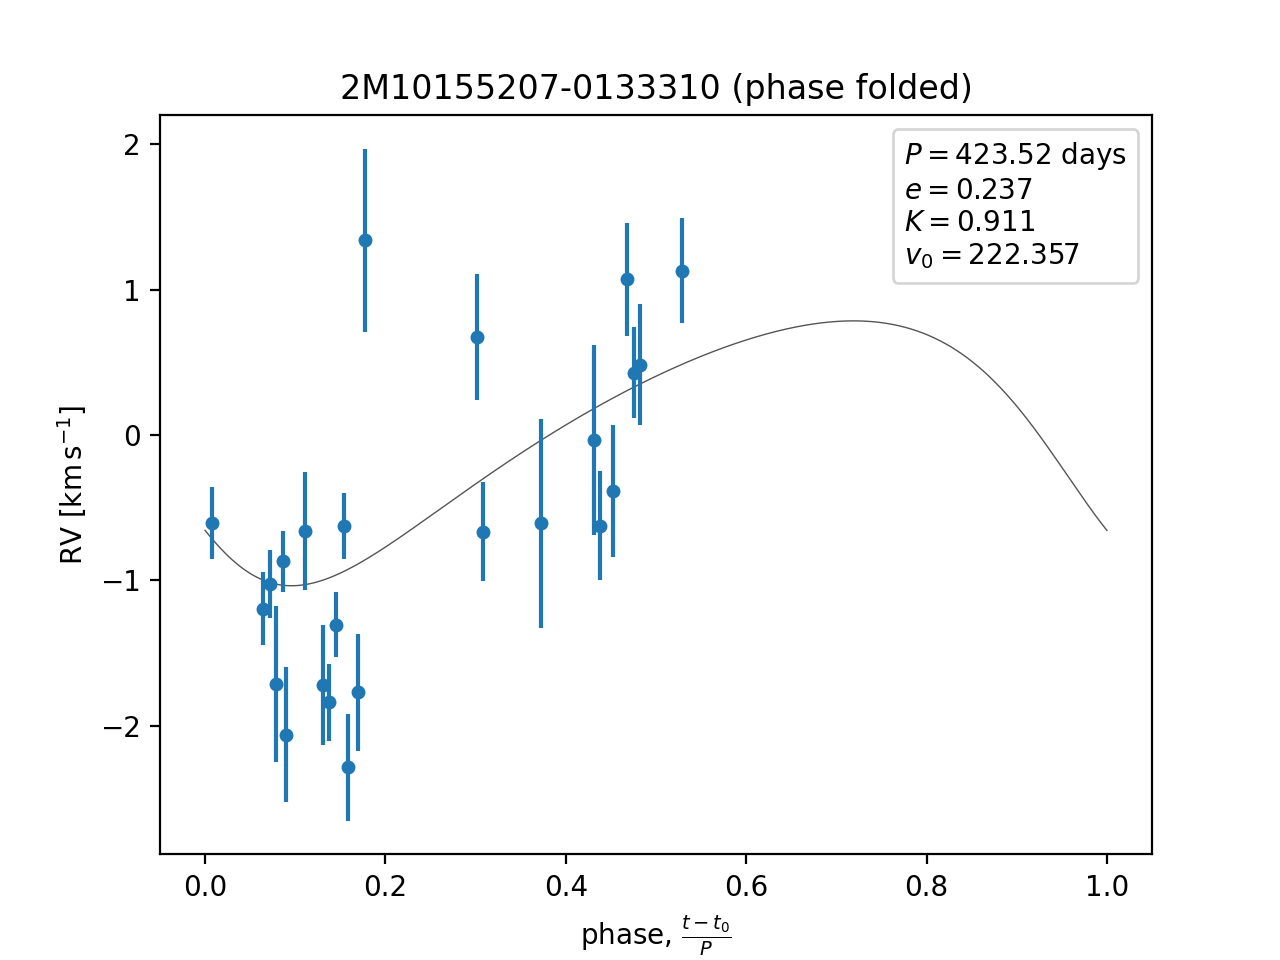 2M10155207-0133310 (phase folded)
P = 423.52 days
e = 0.237
K = 0.911
v₀ = 222.357
2
1
0
−1
−2
RV [km s⁻¹]
0.0 0.2 0.4 0.6 0.8 1.0
phase, (t − t₀)/P